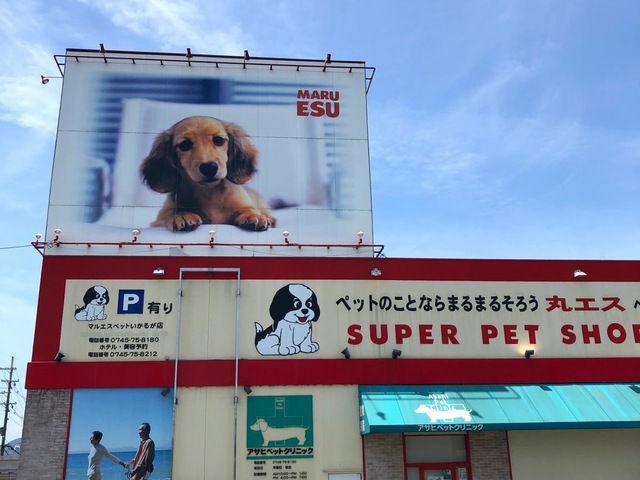 MARU
ESU
P 有り
マルエスペットいかるが店
電話番号 0745-75-8180
ホテル・美容予約
電話番号 0745-75-8212
ペットのことならまるまるそろう 丸エス ペ
SUPER PET SHO
アサヒペットクリニック
Asahi
Pet
アサヒペットクリニック